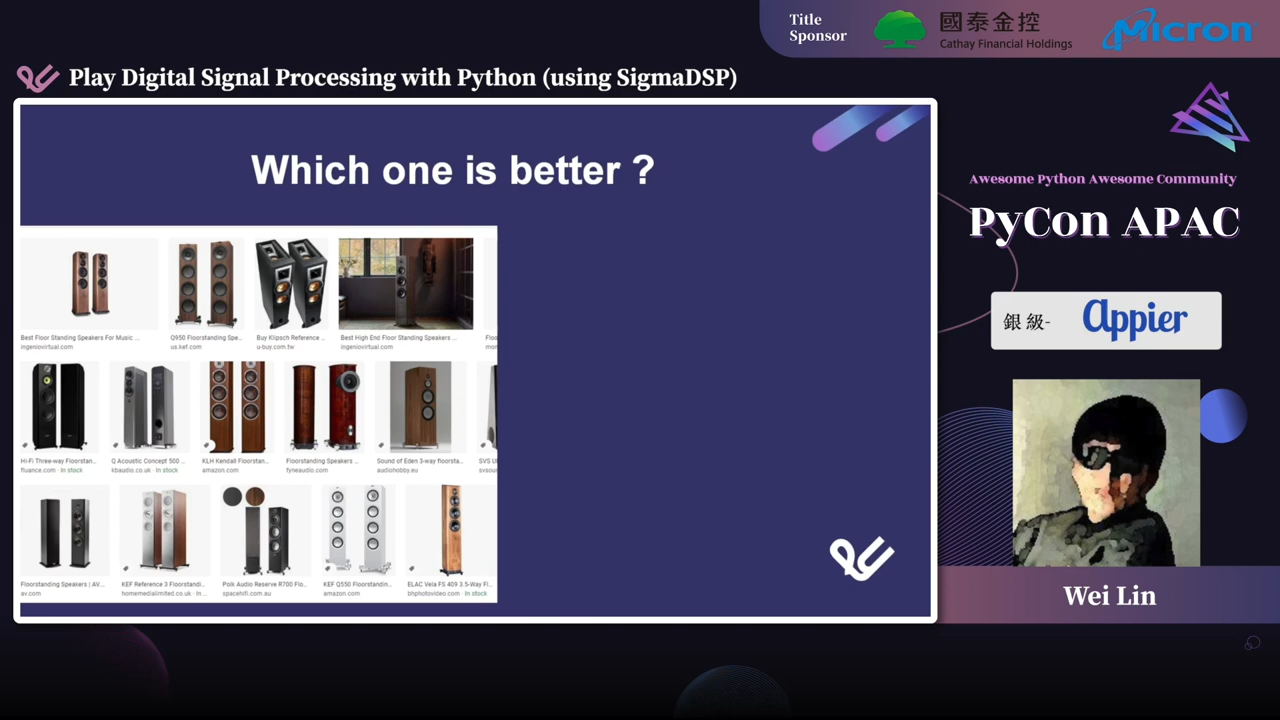 Title
Sponsor
國泰金控
Cathay Financial Holdings
Micron
Play Digital Signal Processing with Python (using SigmaDSP)
Which one is better ?
Best Floor Standing Speakers For Music ...
ingeniovirtual.com
Q950 Floorstanding Spe...
us.kef.com
Buy Klipsch Reference ...
u-buy.com.tw
Best High End Floor Standing Speakers ...
ingeniovirtual.com
Hi-Fi Three-way Floorstan...
fluance.com · In stock
Q Acoustic Concept 500 ...
kbaudio.co.uk · In stock
KLH Kendall Floorstan...
amazon.com
Floorstanding Speakers ...
fyneaudio.com
Sound of Eden 3-way floorsta...
audiohobby.eu
SVS Ul
svsoun
Floorstanding Speakers | AV...
av.com
KEF Reference 3 Floorstandi...
homemedialimited.co.uk · In ...
Polk Audio Reserve R700 Flo...
spacehifi.com.au
KEF Q550 Floorstandin...
amazon.com
ELAC Vela FS 409 3.5-Way Fl...
bhphotovideo.com · In stock
Awesome Python Awesome Community
PyCon APAC
銀級- Appier
Wei Lin